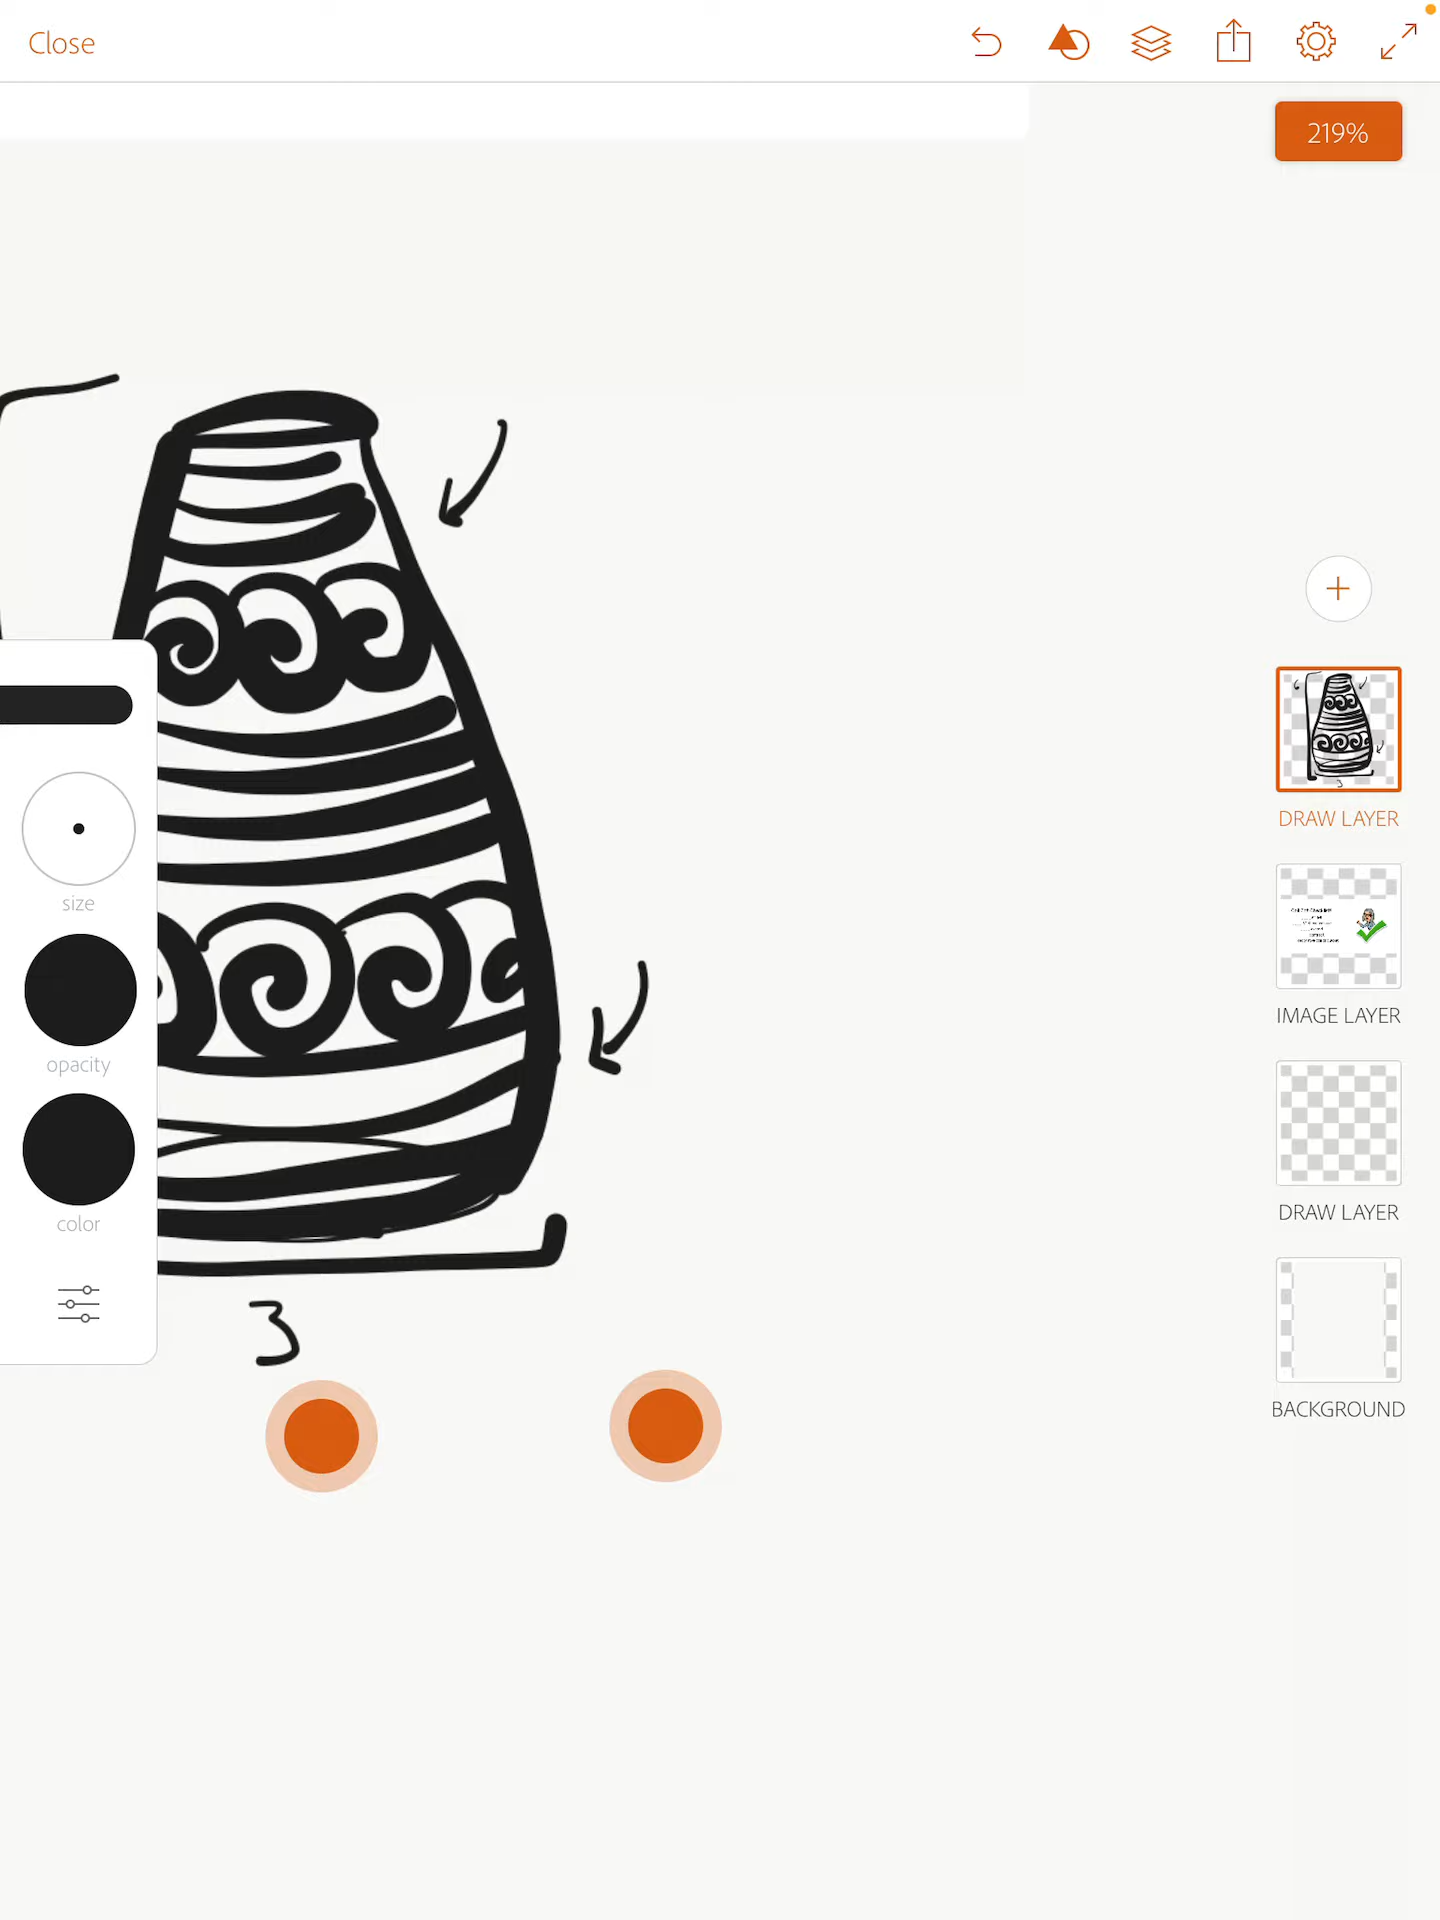 Close
219%
DRAW LAYER
size
IMAGE LAYER
opacity
DRAW LAYER
color
3
BACKGROUND